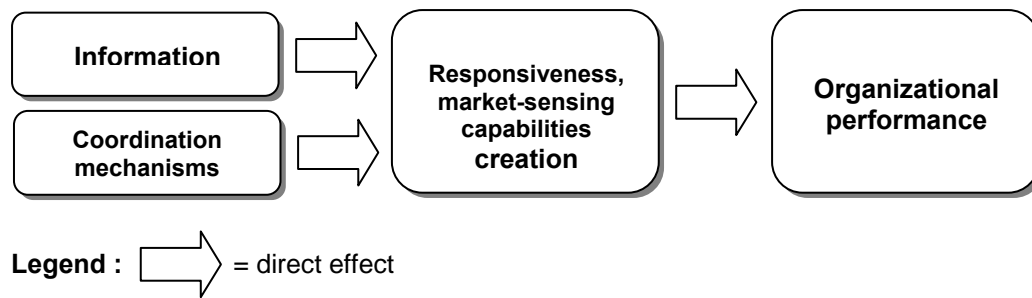 Information
Coordination
mechanisms
Responsiveness,
market-sensing
capabilities
creation
Organizational
performance
Legend : = direct effect